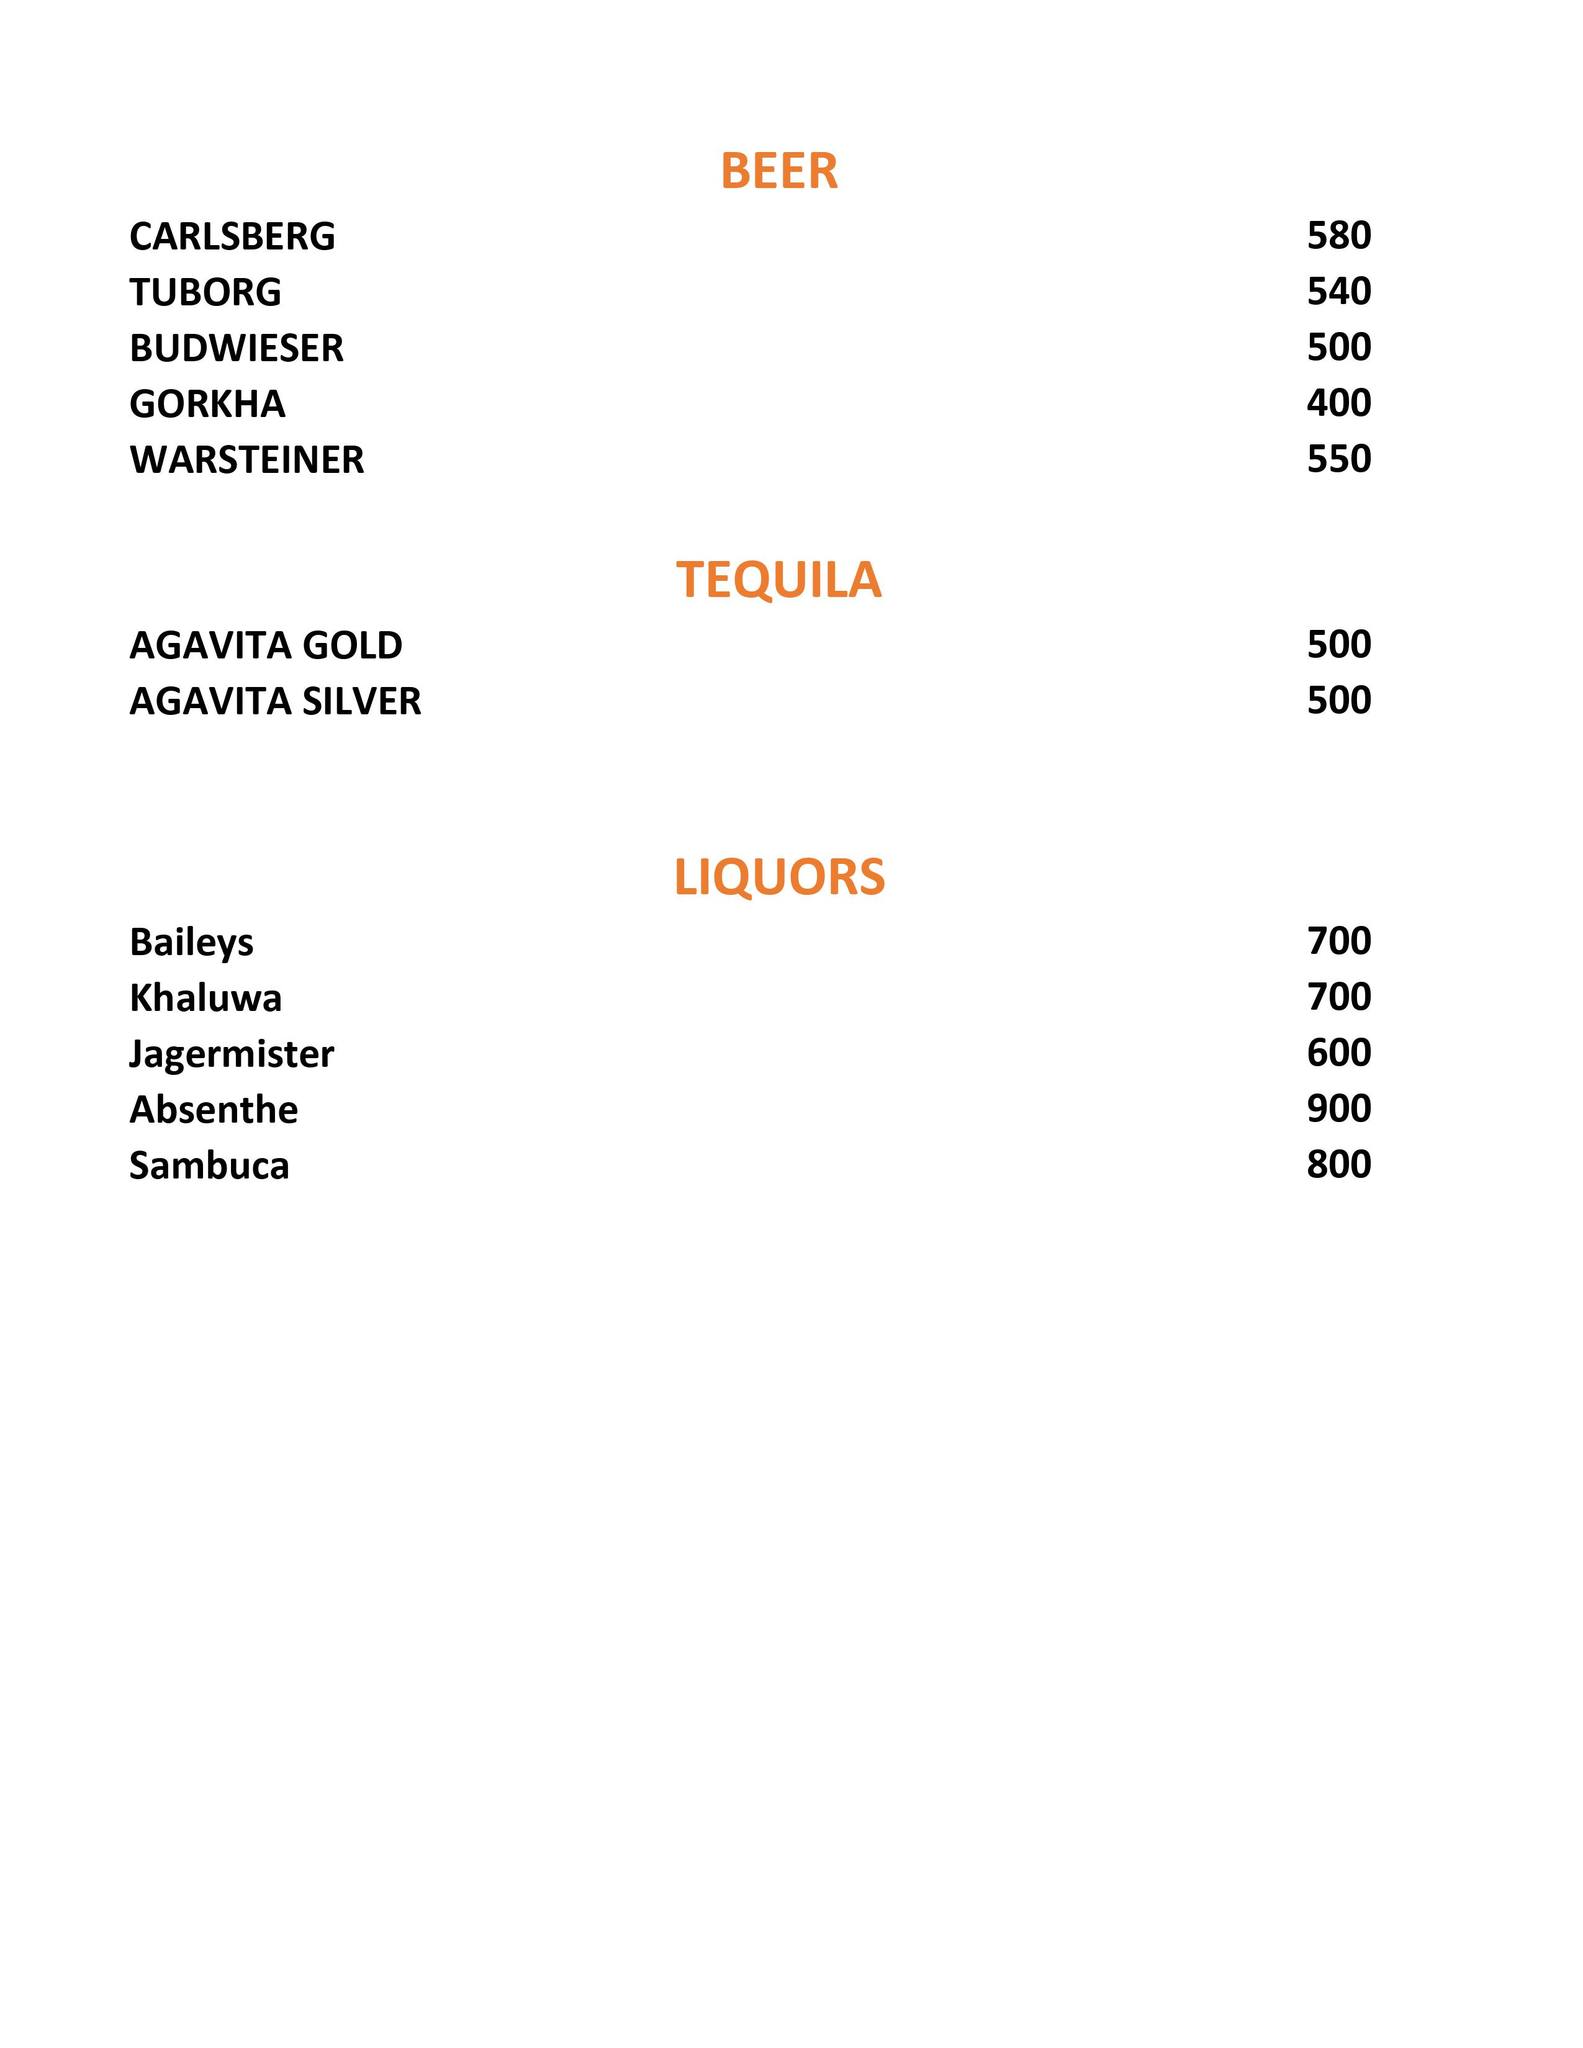 BEER
CARLSBERG 580
TUBORG 540
BUDWIESER 500
GORKHA 400
WARSTEINER 550
TEQUILA
AGAVITA GOLD 500
AGAVITA SILVER 500
LIQUORS
Baileys 700
Khaluwa 700
Jagermister 600
Absenthe 900
Sambuca 800